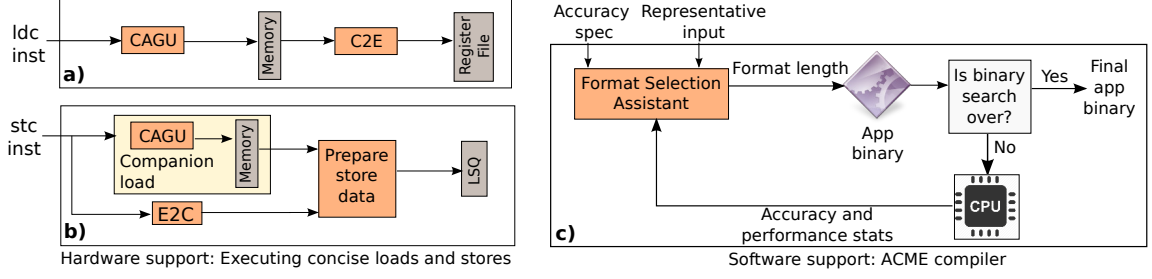 ldc
inst
CAGU
Memory
C2E
Register
File
a)
stc
inst
CAGU
Memory
Companion
load
E2C
Prepare
store
data
LSQ
b)
Hardware support: Executing concise loads and stores
Accuracy
spec
Representative
input
Format Selection
Assistant
Format length
App
binary
Is binary
search
over?
Yes
Final
app
binary
No
CPU
Accuracy and
performance stats
c)
Software support: ACME compiler